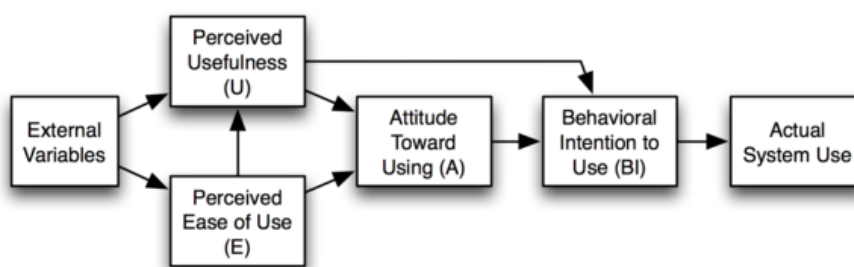 Perceived
Usefulness
(U)
External
Variables
Perceived
Ease of Use
(E)
Attitude
Toward
Using (A)
Behavioral
Intention to
Use (BI)
Actual
System Use